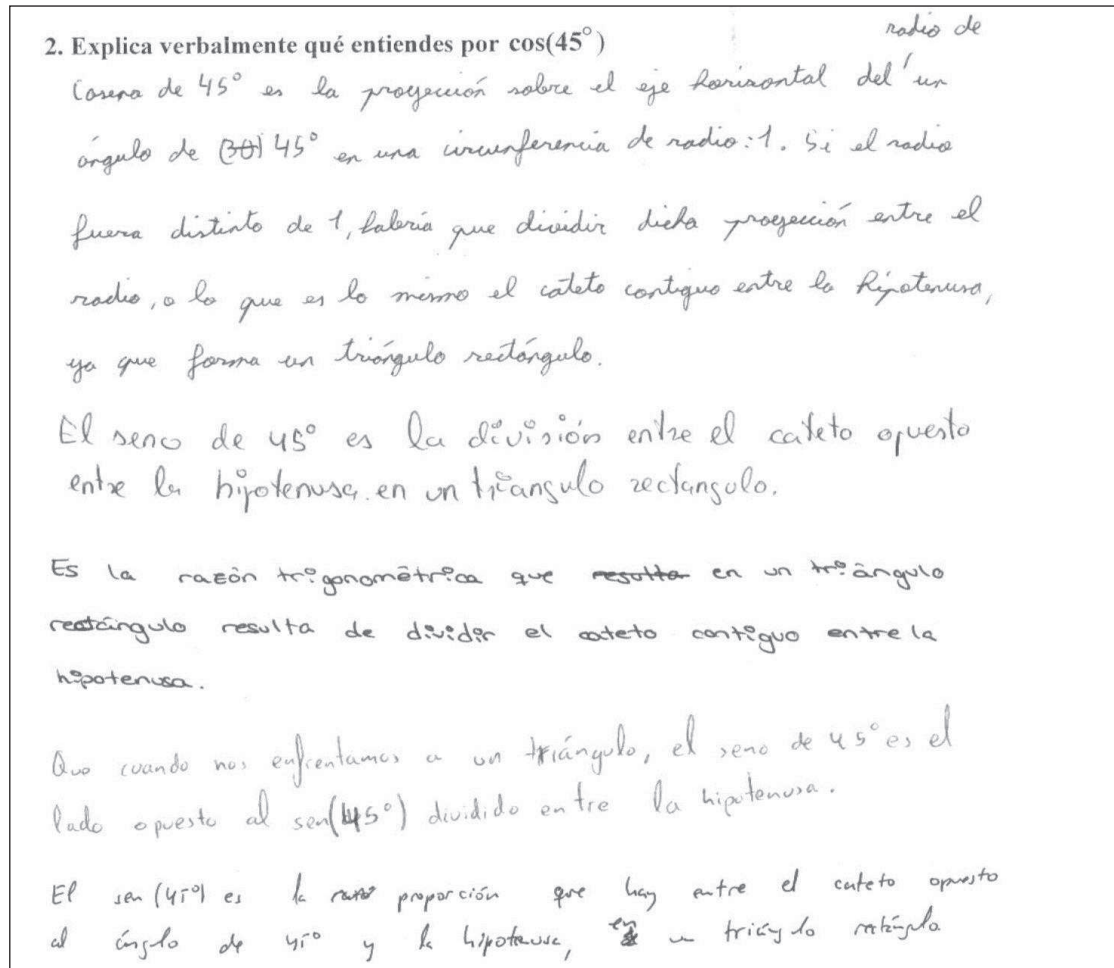 2. Explica verbalmente qué entiendes por cos(45°)
radio de
Coseno de 45° es la proyección sobre el eje horizontal del un
ángulo de (30) 45° en una circunferencia de radio: 1. Si el radio
fuera distinto de 1, habría que dividir dicha proyección entre el
radio, o lo que es lo mismo el cateto contiguo entre la hipotenusa,
ya que forma un triángulo rectángulo.
El seno de 45° es la división entre el cateto opuesto
entre la hipotenusa en un triangulo rectangulo.
Es la razón trigonométrica que resulta en un triángulo
rectángulo resulta de dividir el cateto contiguo entre la
hipotenusa.
Que cuando nos enfrentamos a un triángulo, el seno de 45° es el
lado opuesto al sen(45°) dividido entre la hipotenusa.
El sen (45°) es la proporción que hay entre el cateto opuesto
al ángulo de 45° y la hipotenusa, en un triángulo rectángulo